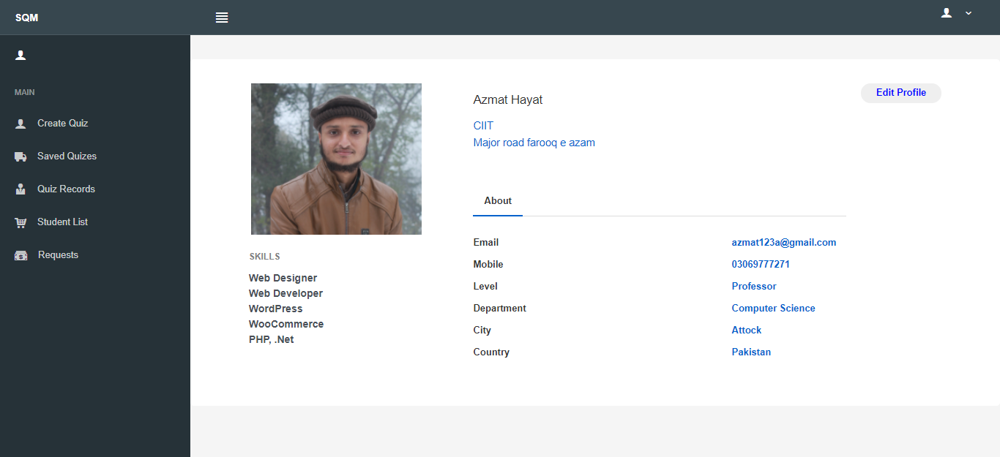 SQM
MAIN
Create Quiz
Saved Quizes
Quiz Records
Student List
Requests
Azmat Hayat
Edit Profile
CIIT
Major road farooq e azam
About
SKILLS
Web Designer
Web Developer
WordPress
WooCommerce
PHP, .Net
Email azmat123a@gmail.com
Mobile 03069777271
Level Professor
Department Computer Science
City Attock
Country Pakistan